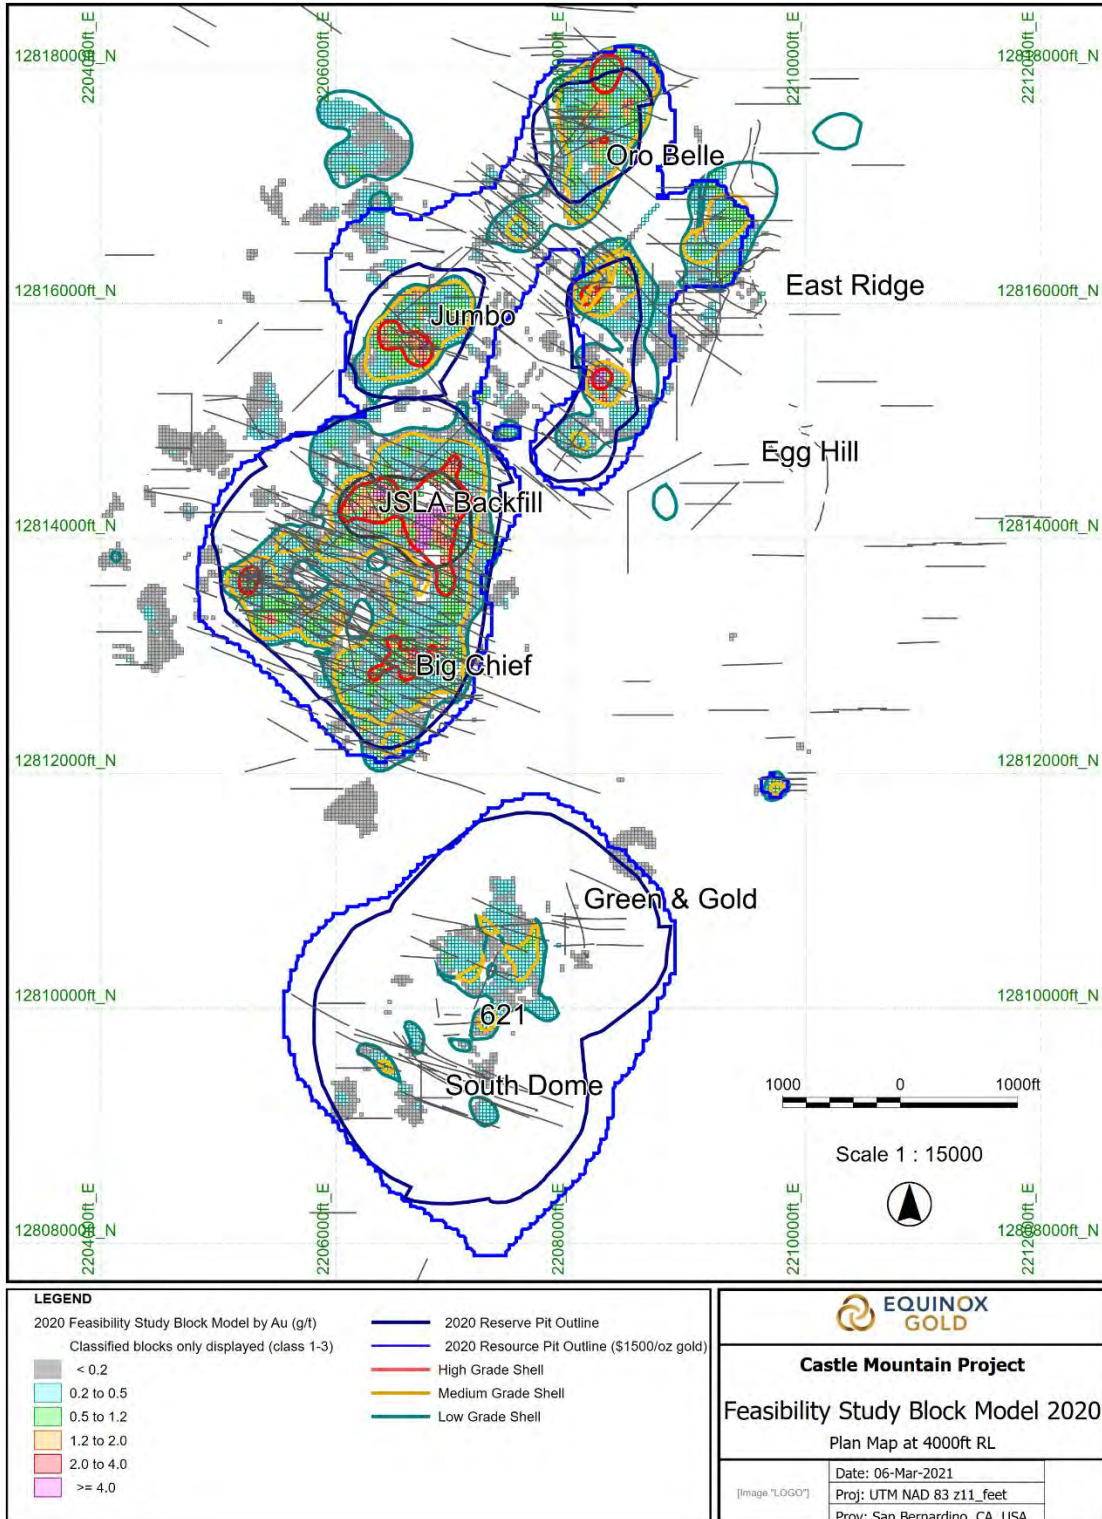 2204000ft_E
2206000ft_E
2208000ft_E
2210000ft_E
2212000ft_E
12818000ft_N
12818000ft_N
Oro Belle
12816000ft_N
East Ridge
12816000ft_N
Jumbo
Egg Hill
JSLA Backfill
12814000ft_N
12814000ft_N
Big Chief
12812000ft_N
12812000ft_N
Green & Gold
12810000ft_N
621
12810000ft_N
South Dome
1000 0 1000ft
Scale 1 : 15000
12808000ft_N
12808000ft_N
2204000ft_E
2206000ft_E
2208000ft_E
2210000ft_E
2212000ft_E
LEGEND
2020 Feasibility Study Block Model by Au (g/t)
Classified blocks only displayed (class 1-3)
< 0.2
0.2 to 0.5
0.5 to 1.2
1.2 to 2.0
2.0 to 4.0
>= 4.0
2020 Reserve Pit Outline
2020 Resource Pit Outline ($1500/oz gold)
High Grade Shell
Medium Grade Shell
Low Grade Shell
EQUINOX
GOLD
Castle Mountain Project
Feasibility Study Block Model 2020
Plan Map at 4000ft RL
[Image "LOGO"]
Date: 06-Mar-2021
Proj: UTM NAD 83 z11_feet
Prov: San Bernardino, CA, USA